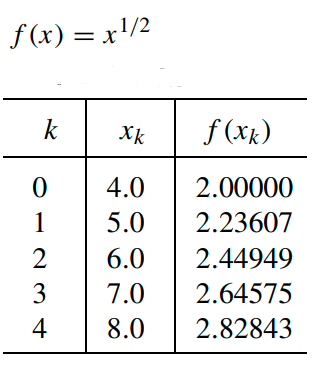 f(x) = x^{1/2}
k x_k f(x_k)
0 4.0 2.00000
1 5.0 2.23607
2 6.0 2.44949
3 7.0 2.64575
4 8.0 2.82843